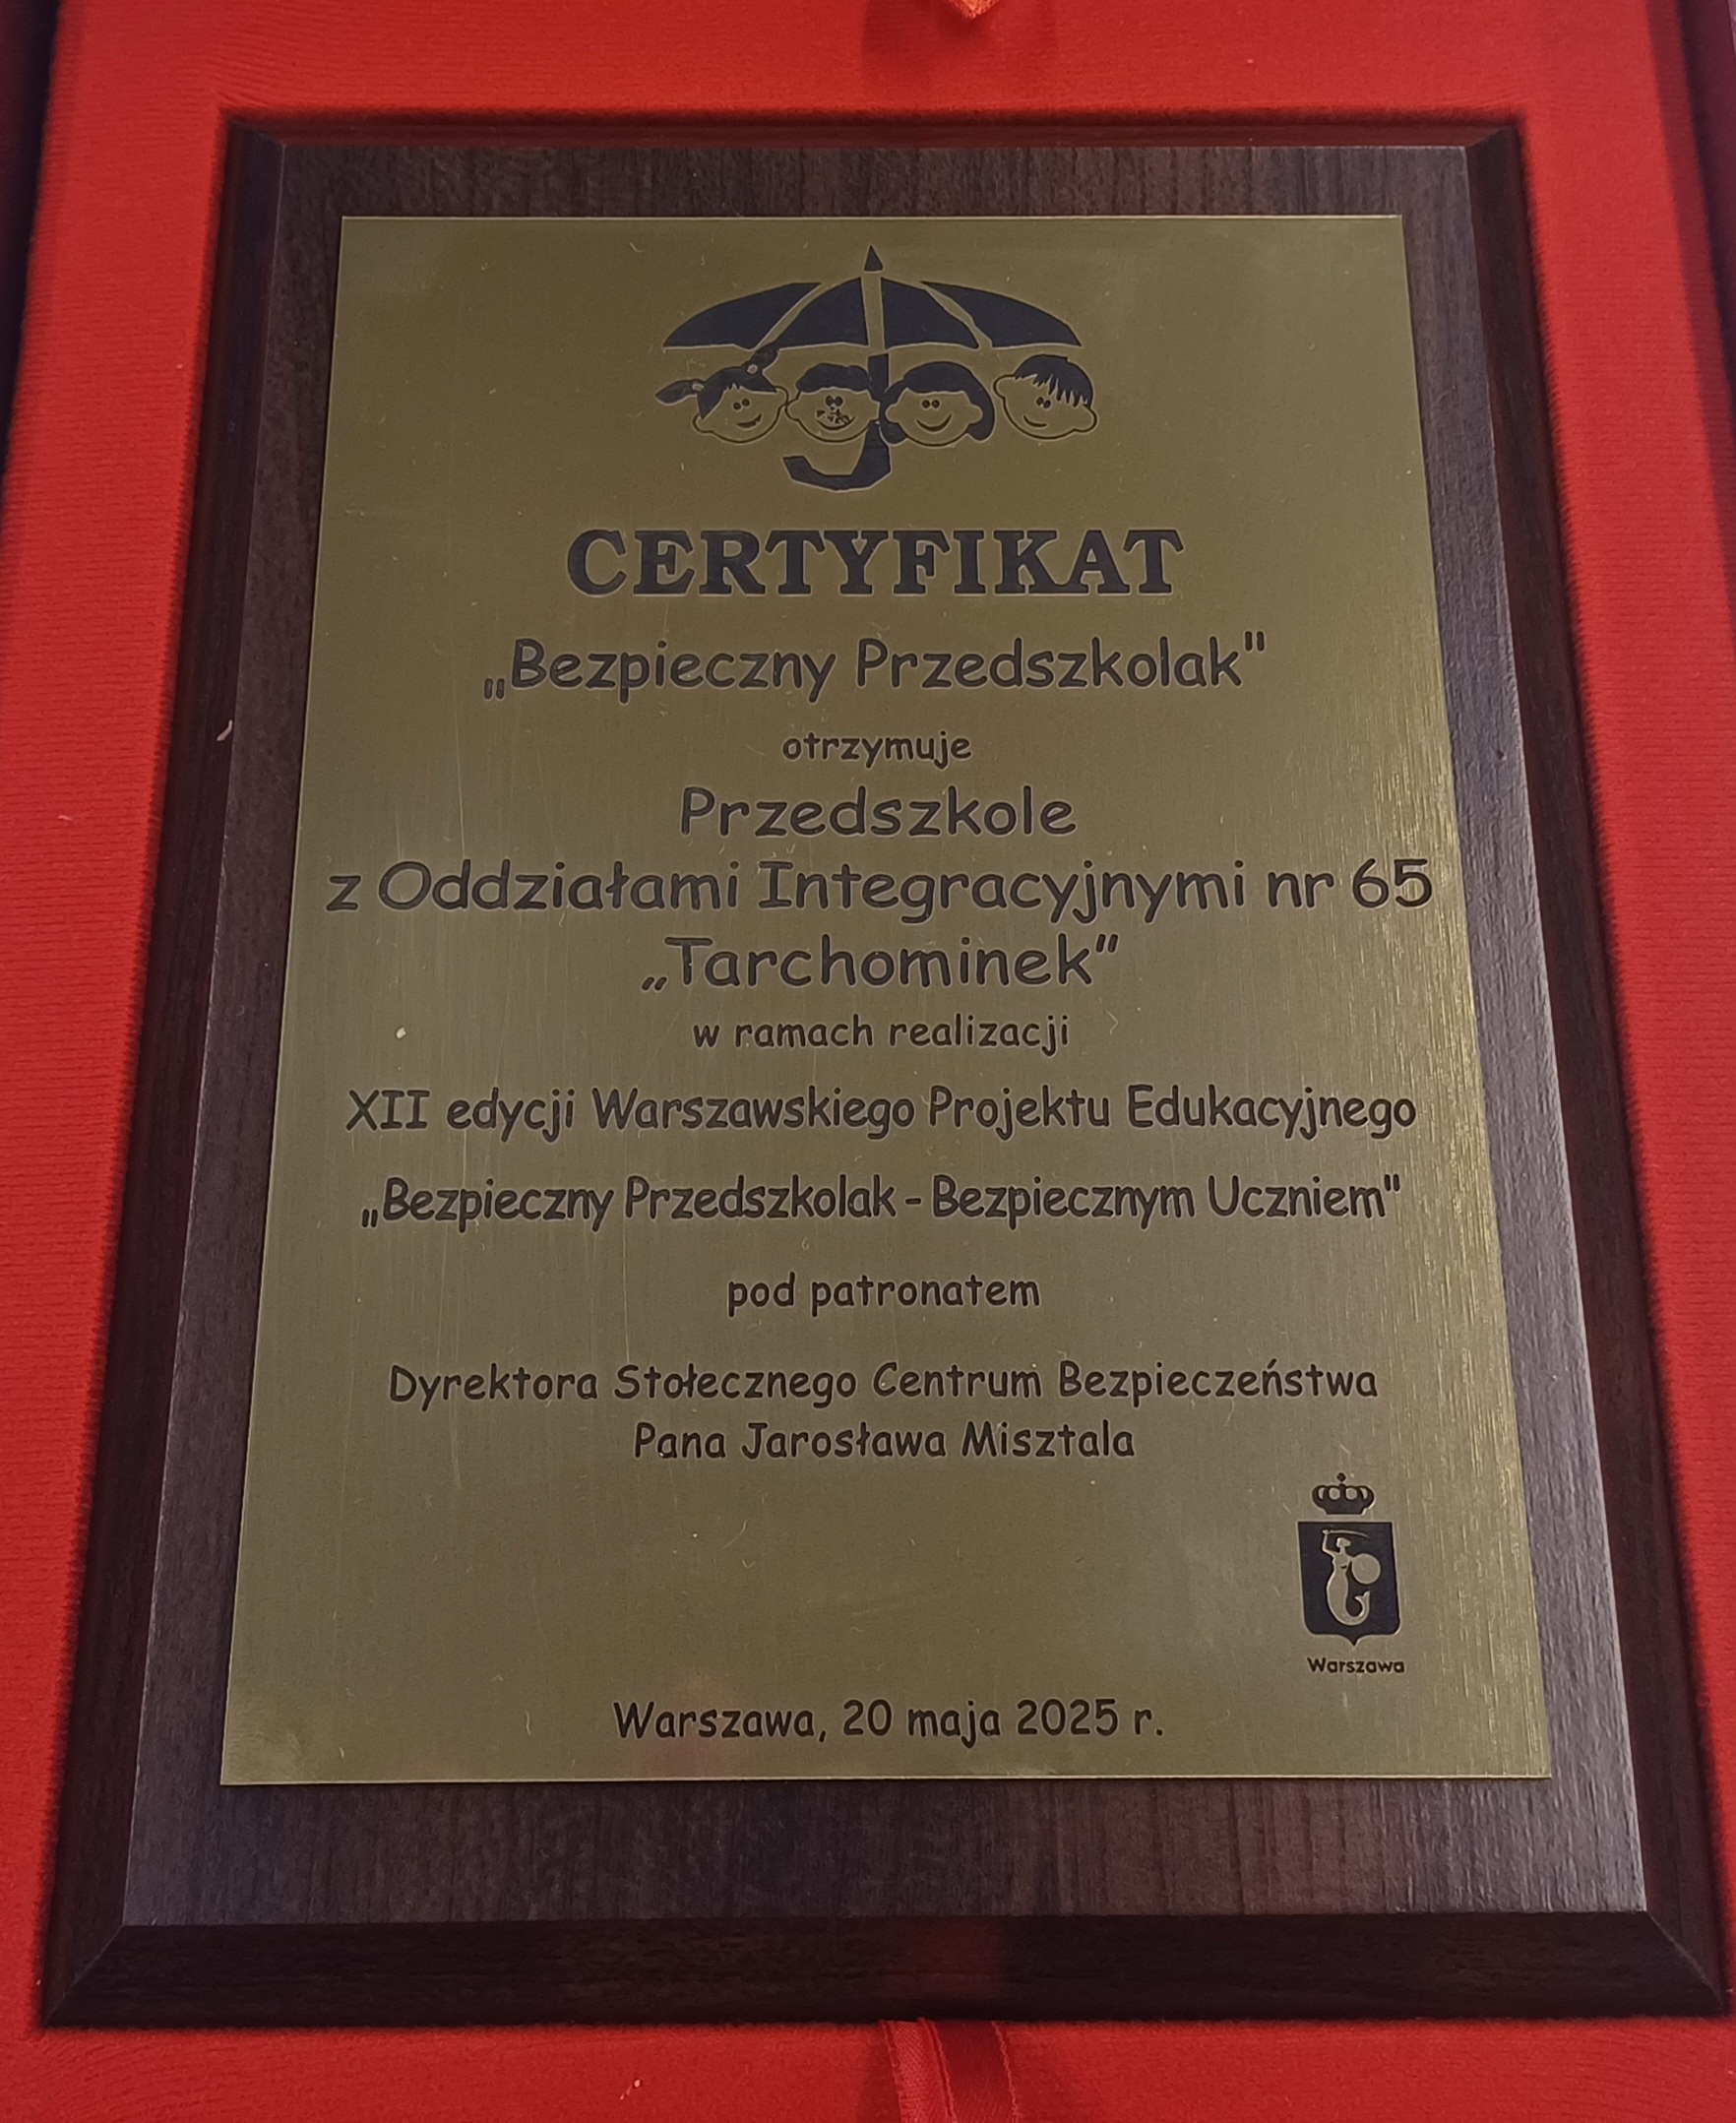 CERTYFIKAT
„Bezpieczny Przedszkolak"
otrzymuje
Przedszkole
z Oddziałami Integracyjnymi nr 65
„Tarchominek”
w ramach realizacji
XII edycji Warszawskiego Projektu Edukacyjnego
„Bezpieczny Przedszkolak - Bezpiecznym Uczniem"
pod patronatem
Dyrektora Stołecznego Centrum Bezpieczeństwa
Pana Jarosława Misztala
Warszawa
Warszawa, 20 maja 2025 r.